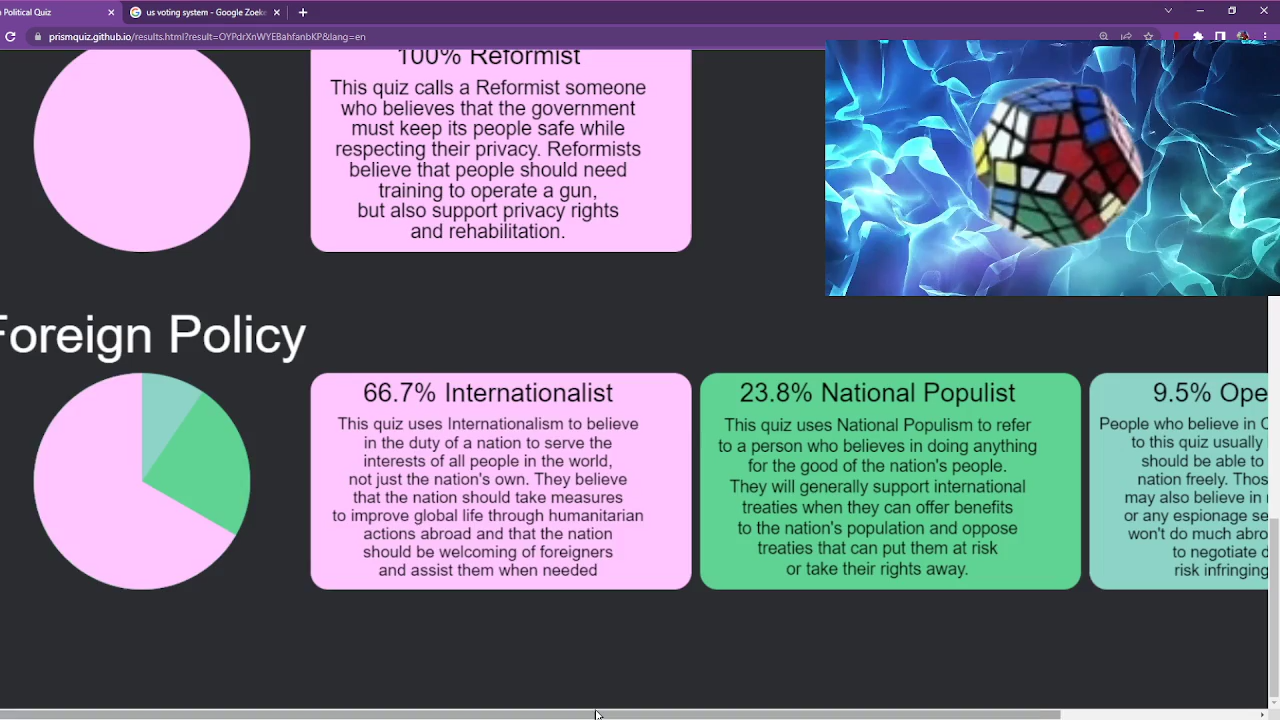 Political Quiz
us voting system - Google Zoeke
prismquiz.github.io/results.html?result=OYPdrXnWYEBahfanbKP&lang=en
100% Reformist
This quiz calls a Reformist someone
who believes that the government
must keep its people safe while
respecting their privacy. Reformists
believe that people should need
training to operate a gun,
but also support privacy rights
and rehabilitation.
Foreign Policy
66.7% Internationalist
This quiz uses Internationalism to believe
in the duty of a nation to serve the
interests of all people in the world,
not just the nation's own. They believe
that the nation should take measures
to improve global life through humanitarian
actions abroad and that the nation
should be welcoming of foreigners
and assist them when needed
23.8% National Populist
This quiz uses National Populism to refer
to a person who believes in doing anything
for the good of the nation's people.
They will generally support international
treaties when they can offer benefits
to the nation's population and oppose
treaties that can put them at risk
or take their rights away.
9.5% Ope
People who believe in
to this quiz usually
should be able to
nation freely. Thos
may also believe in
or any espionage se
won't do much abro
to negotiate
risk infringing